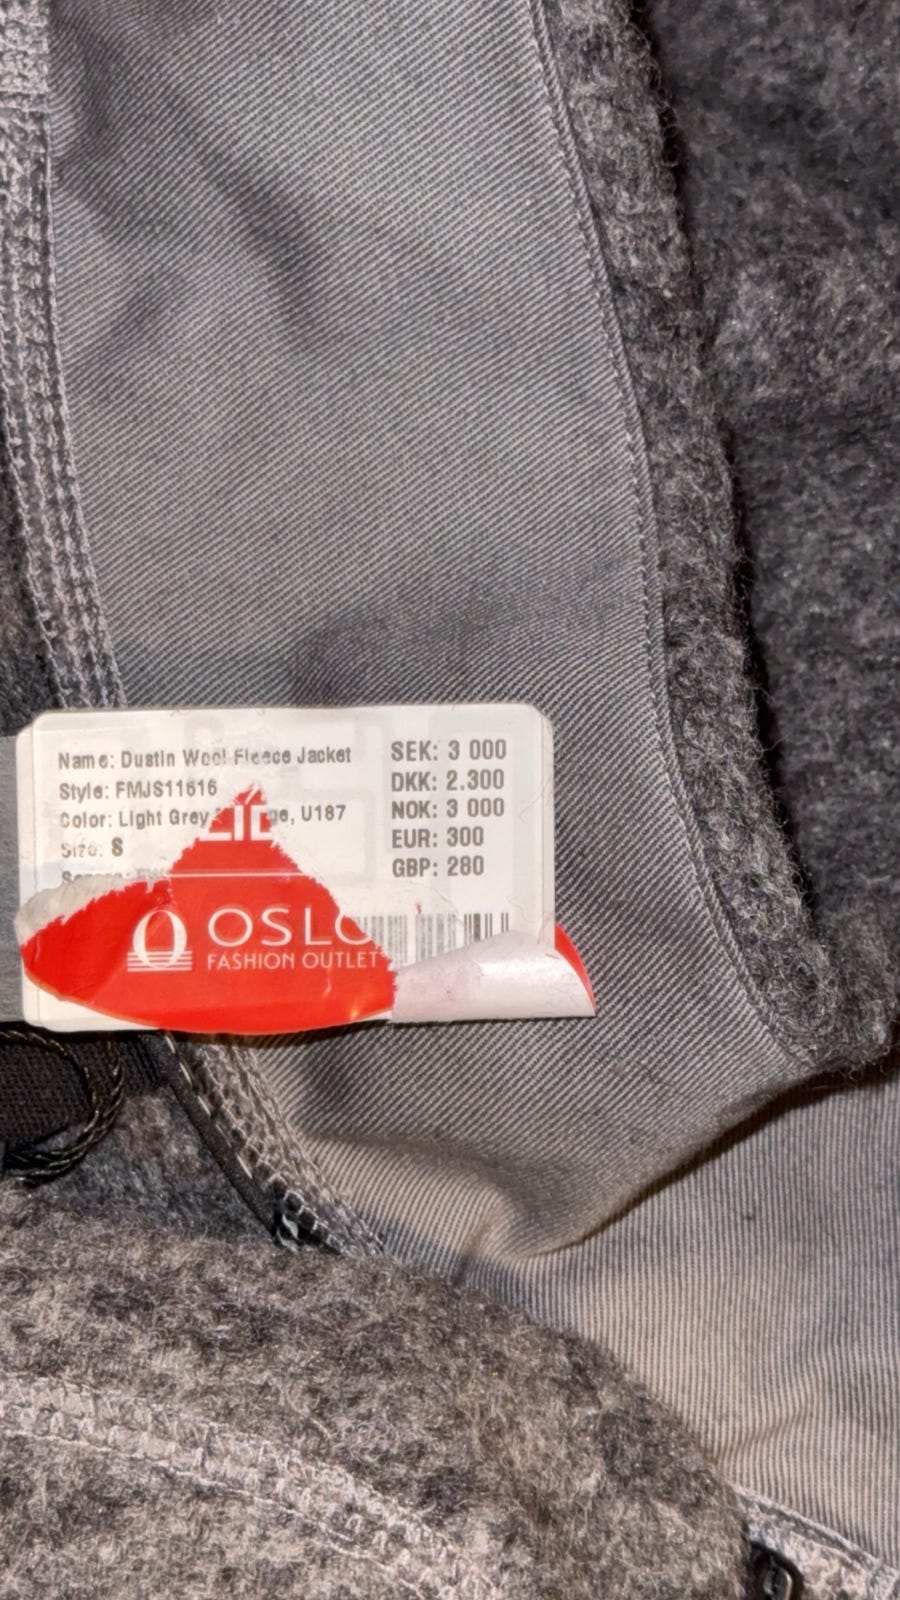 Name: Dustin Wool Fleece Jacket
Style: FMJS11616
Color: Light Grey, U187
Size: S
SEK: 3 000
DKK: 2.300
NOK: 3 000
EUR: 300
GBP: 280
OSLO
FASHION OUTLET